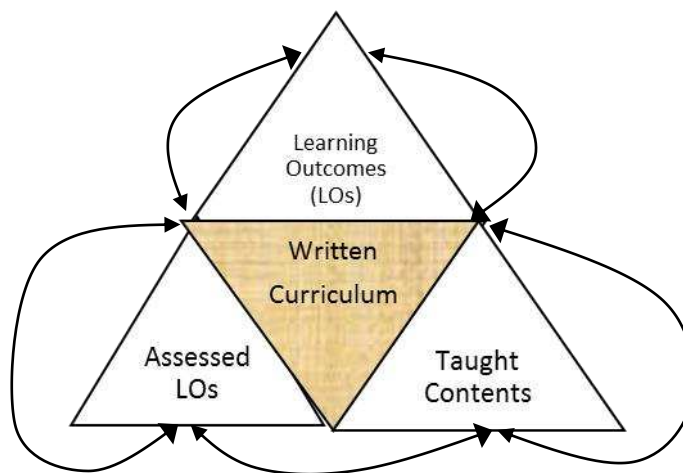 Learning
Outcomes
(LOs)
Written
Curriculum
Assessed
LOs
Taught
Contents